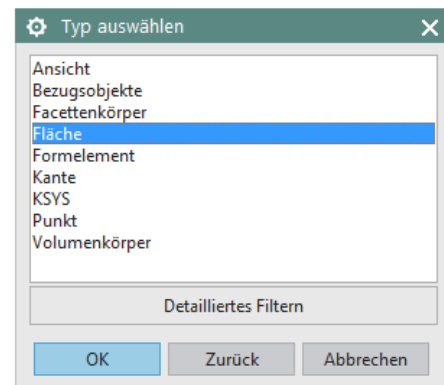 Typ auswählen
Ansicht
Bezugsobjekte
Facettenkörper
Fläche
Formelement
Kante
KSYS
Punkt
Volumenkörper
Detailliertes Filtern
OK Zurück Abbrechen